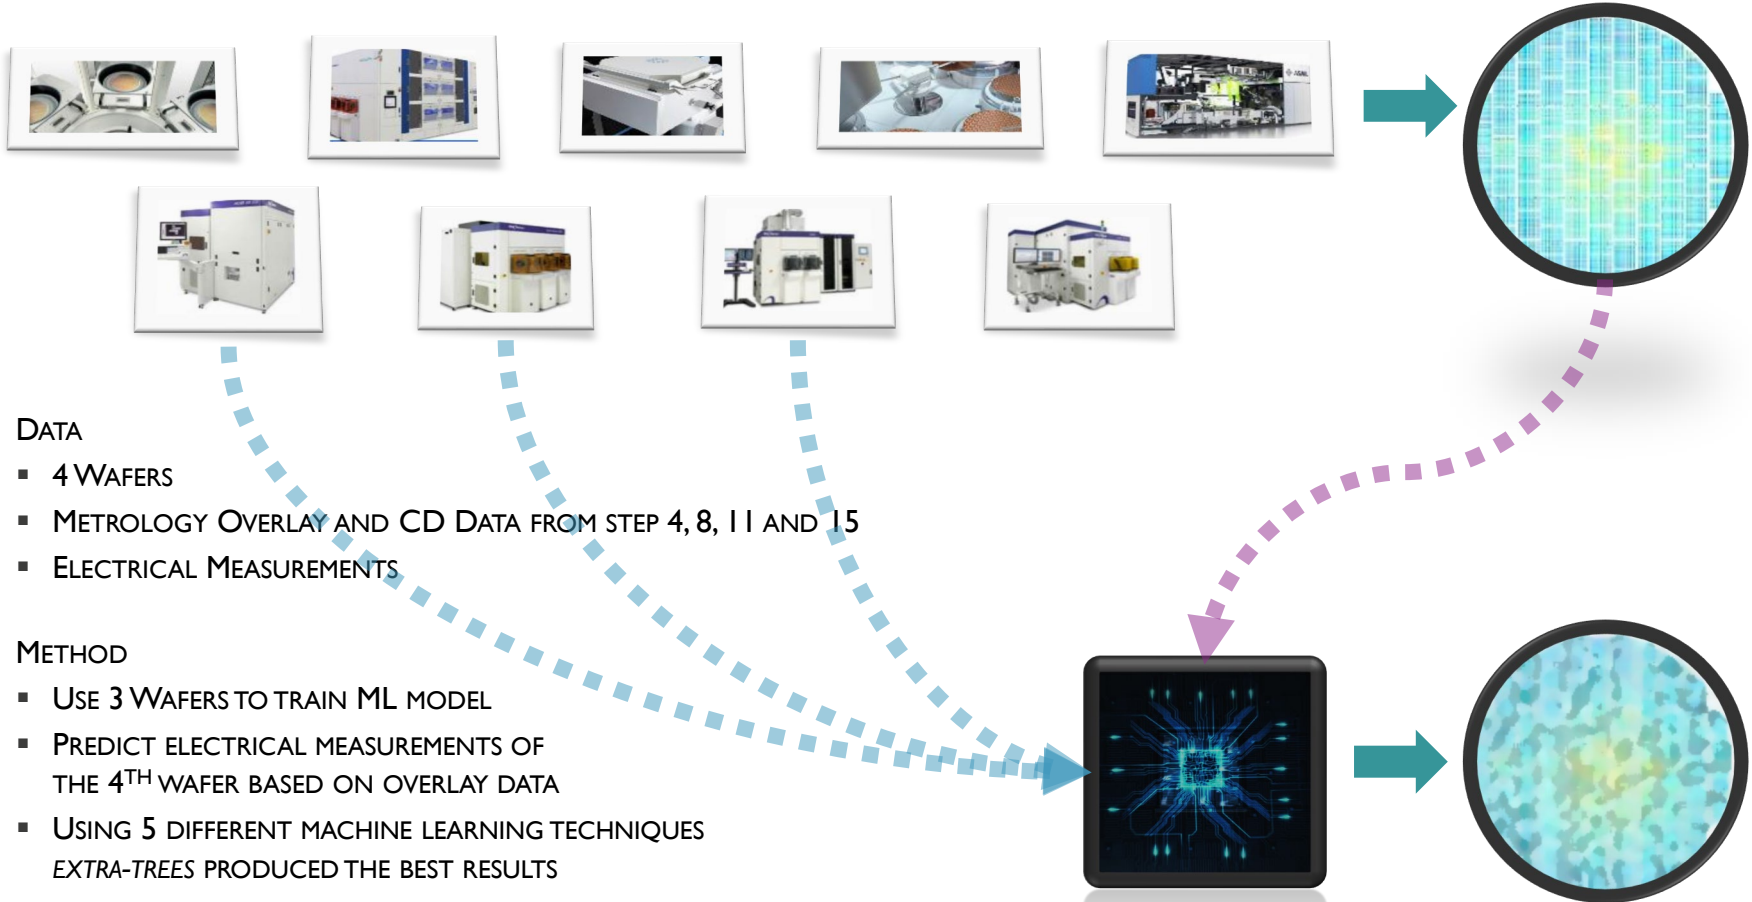 ASML
DATA
▪ 4 WAFERS
▪ METROLOGY OVERLAY AND CD DATA FROM STEP 4, 8, 11 AND 15
▪ ELECTRICAL MEASUREMENTS
METHOD
▪ USE 3 WAFERS TO TRAIN ML MODEL
▪ PREDICT ELECTRICAL MEASUREMENTS OF
THE 4TH WAFER BASED ON OVERLAY DATA
▪ USING 5 DIFFERENT MACHINE LEARNING TECHNIQUES
EXTRA-TREES PRODUCED THE BEST RESULTS